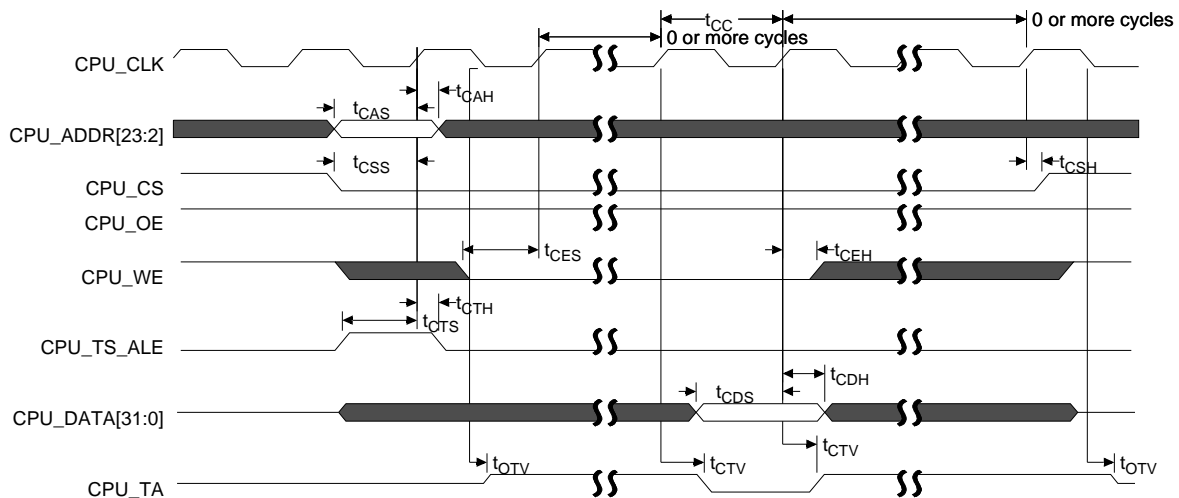 tCC
0 or more cycles
0 or more cycles
CPU_CLK
tCAH
tCAS
CPU_ADDR[23:2]
tCSS
tCSH
CPU_CS
CPU_OE
tCES
tCEH
CPU_WE
tCTH
tCTS
CPU_TS_ALE
tCDH
tCDS
CPU_DATA[31:0]
tOTV
tCTV
tCTV
tOTV
CPU_TA